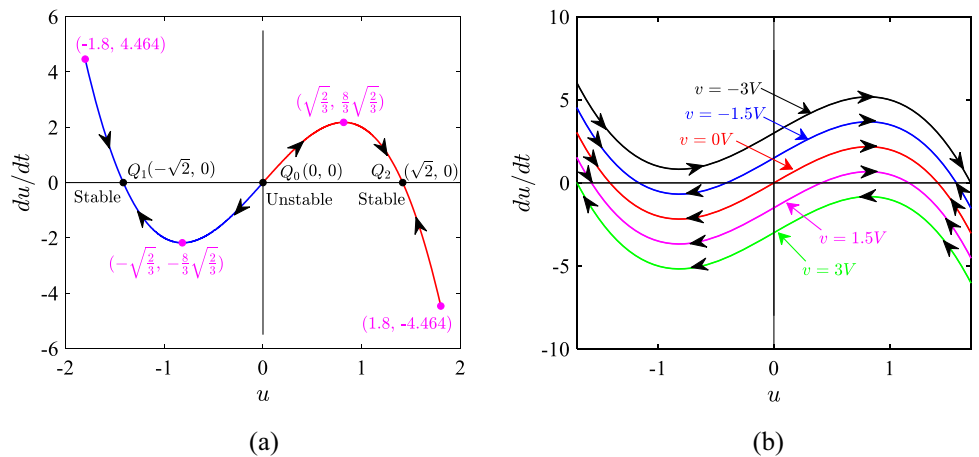 6
4
2
0
-2
-4
-6
-2
-1
0
1
2
du/dt
u
(-1.8, 4.464)
(√2/3, 8/3√2/3)
Q1(−√2, 0)
Stable
Q0(0, 0)
Unstable
Q2 (√2, 0)
Stable
(−√2/3, −8/3√2/3)
(1.8, -4.464)
(a)
10
5
0
-5
-10
-1
0
1
du/dt
u
v = −3V
v = −1.5V
v = 0V
v = 1.5V
v = 3V
(b)